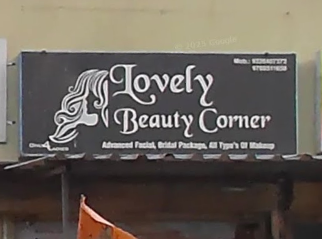 Lovely
Beauty Corner
Advanced Facial, Bridal Package, All Type's Of Makeup